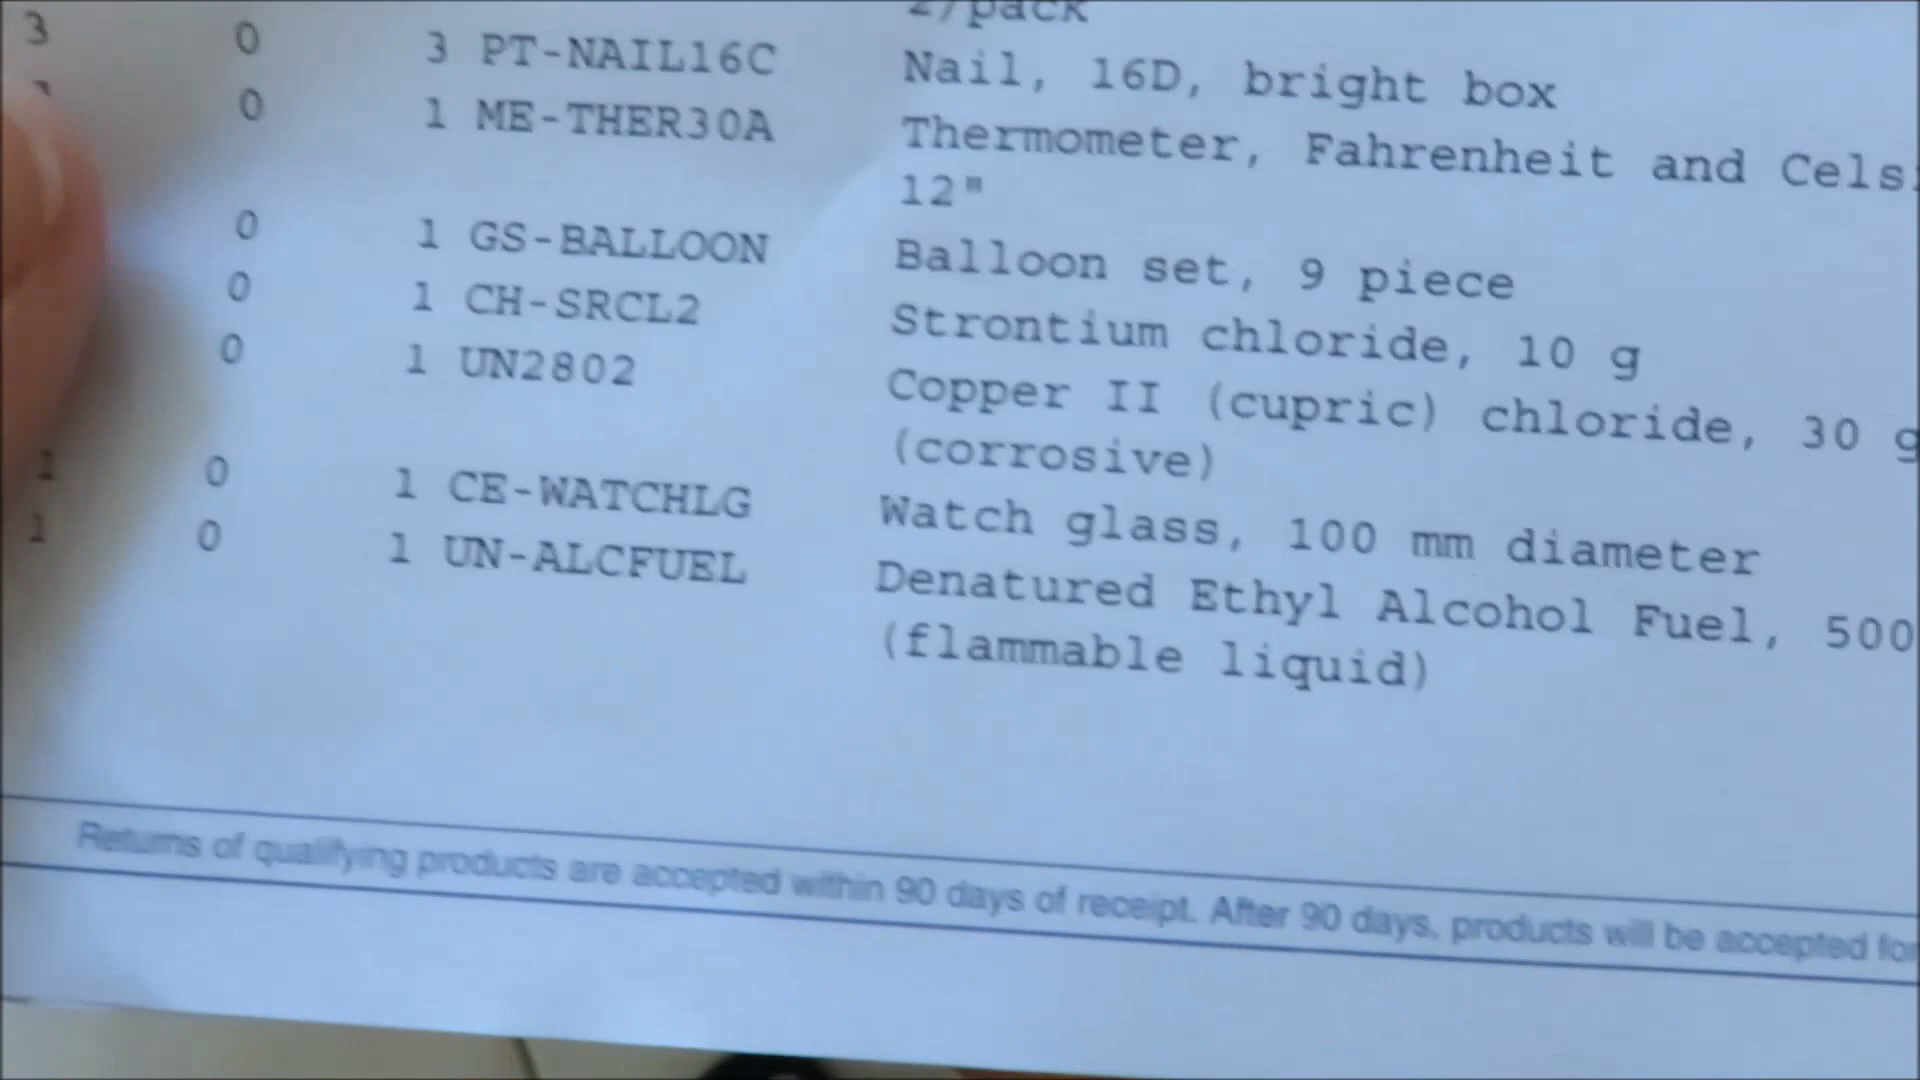 2/pack
3 0 3 PT-NAIL16C Nail, 16D, bright box
0 1 ME-THER30A Thermometer, Fahrenheit and Cels
12"
0 1 GS-BALLOON Balloon set, 9 piece
0 1 CH-SRCL2 Strontium chloride, 10 g
0 1 UN2802 Copper II (cupric) chloride, 30 g
(corrosive)
1 0 1 CE-WATCHLG Watch glass, 100 mm diameter
1 0 1 UN-ALCFUEL Denatured Ethyl Alcohol Fuel, 500
(flammable liquid)
Returns of qualifying products are accepted within 90 days of receipt. After 90 days, products will be accepted for